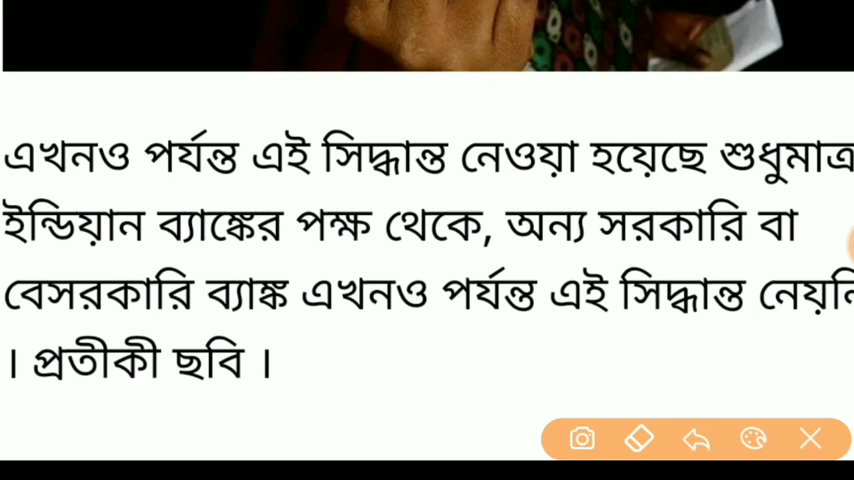 এখনও পর্যন্ত এই সিদ্ধান্ত নেওয়া হয়েছে শুধুমাত্র
ইন্ডিয়ান ব্যাঙ্কের পক্ষ থেকে, অন্য সরকারি বা
বেসরকারি ব্যাঙ্ক এখনও পর্যন্ত এই সিদ্ধান্ত নেয়নি
। প্রতীকী ছবি ।